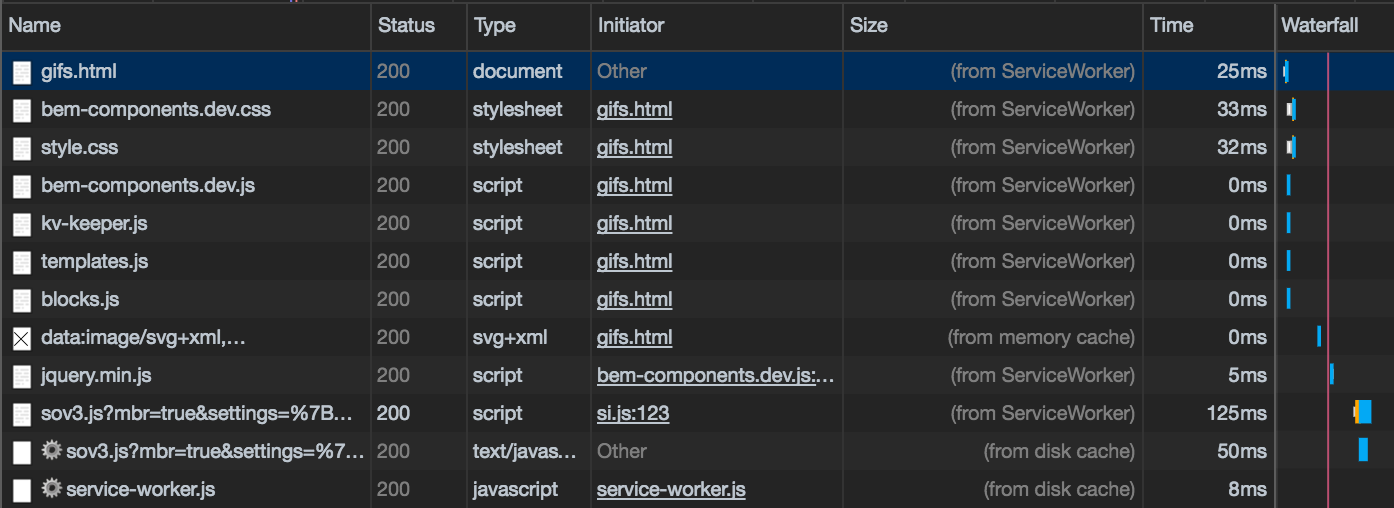 Name Status Type Initiator Size Time Waterfall
gifs.html 200 document Other (from ServiceWorker) 25ms
bem-components.dev.css 200 stylesheet gifs.html (from ServiceWorker) 33ms
style.css 200 stylesheet gifs.html (from ServiceWorker) 32ms
bem-components.dev.js 200 script gifs.html (from ServiceWorker) 0ms
kv-keeper.js 200 script gifs.html (from ServiceWorker) 0ms
templates.js 200 script gifs.html (from ServiceWorker) 0ms
blocks.js 200 script gifs.html (from ServiceWorker) 0ms
data:image/svg+xml,... 200 svg+xml gifs.html (from memory cache) 0ms
jquery.min.js 200 script bem-components.dev.js:... (from ServiceWorker) 5ms
sov3.js?mbr=true&settings=%7B... 200 script si.js:123 (from ServiceWorker) 125ms
sov3.js?mbr=true&settings=%7... 200 text/javas... Other (from disk cache) 50ms
service-worker.js 200 javascript service-worker.js (from disk cache) 8ms